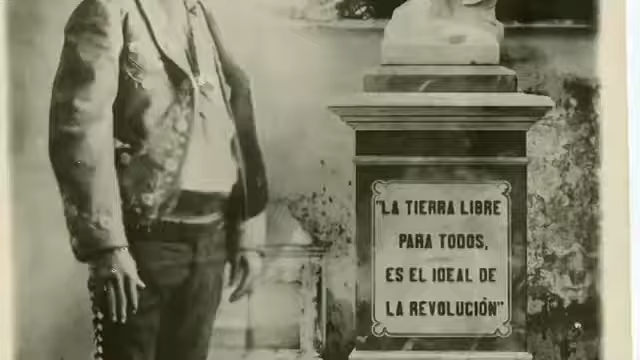 "LA TIERRA LIBRE
PARA TODOS,
ES EL IDEAL DE
LA REVOLUCIÓN"